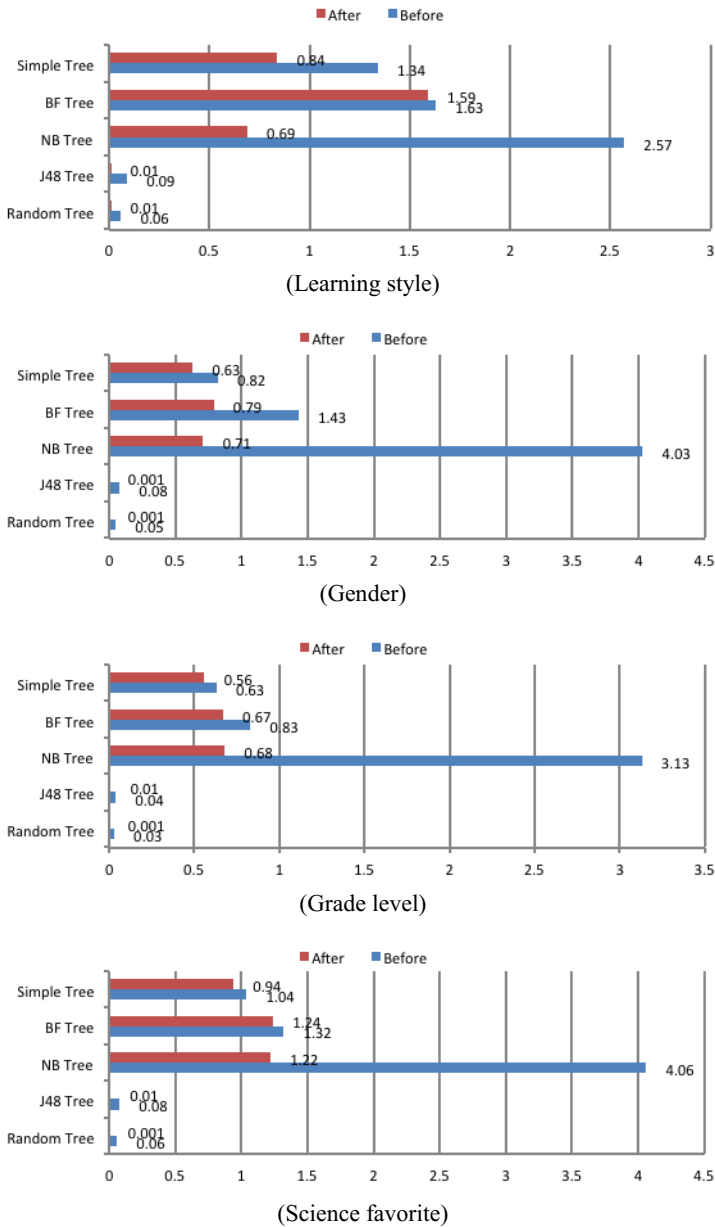 After Before
Simple Tree 0.84 1.34
BF Tree 1.59 1.63
NB Tree 0.69 2.57
J48 Tree 0.01 0.09
Random Tree 0.01 0.06
0 0.5 1 1.5 2 2.5 3
(Learning style)
After Before
Simple Tree 0.63 0.82
BF Tree 0.79 1.43
NB Tree 0.71 4.03
J48 Tree 0.001 0.08
Random Tree 0.001 0.05
0 0.5 1 1.5 2 2.5 3 3.5 4 4.5
(Gender)
After Before
Simple Tree 0.56 0.63
BF Tree 0.67 0.83
NB Tree 0.68 3.13
J48 Tree 0.01 0.04
Random Tree 0.001 0.03
0 0.5 1 1.5 2 2.5 3 3.5
(Grade level)
After Before
Simple Tree 0.94 1.04
BF Tree 1.24 1.32
NB Tree 1.22 4.06
J48 Tree 0.01 0.08
Random Tree 0.001 0.06
0 0.5 1 1.5 2 2.5 3 3.5 4 4.5
(Science favorite)